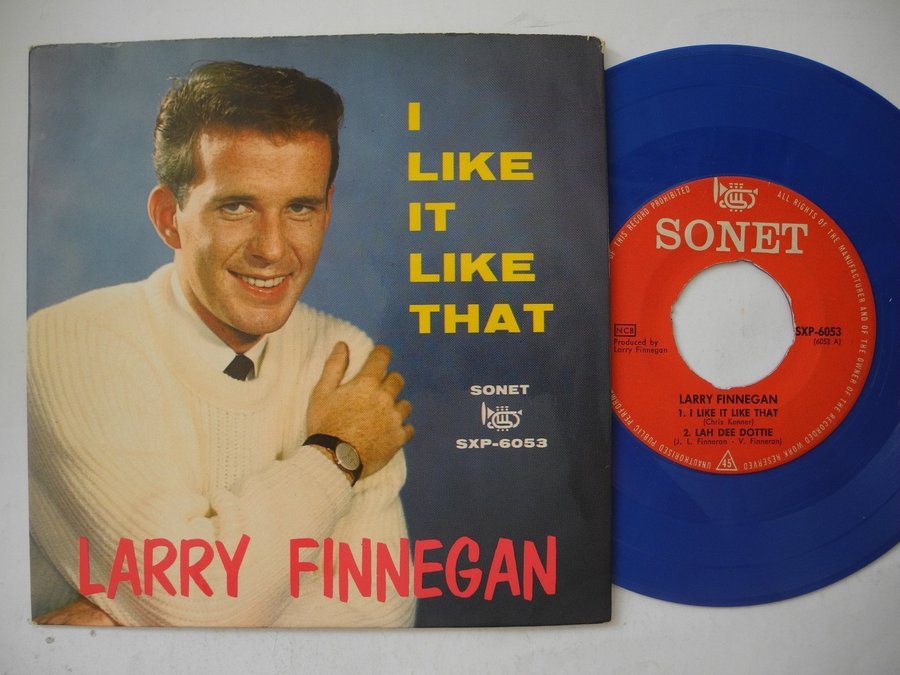 I
LIKE
IT
LIKE
THAT
SONET
SXP-6053
LARRY FINNEGAN
OF THIS RECORD PROHIBITED
ALL RIGHTS OF THE MANUFACTURER AND OF THE OWNER OF THE RECORDED WORK RESERVED
UNAUTHORISED PUBLIC PERFORM
SONET
NCB
Produced by
Larry Finnegan
SXP-6053
(6053 A)
LARRY FINNEGAN
1. I LIKE IT LIKE THAT
(Chris Kenner)
2. LAH DEE DOTTIE
(J. L. Finneran - V. Finneran)
45